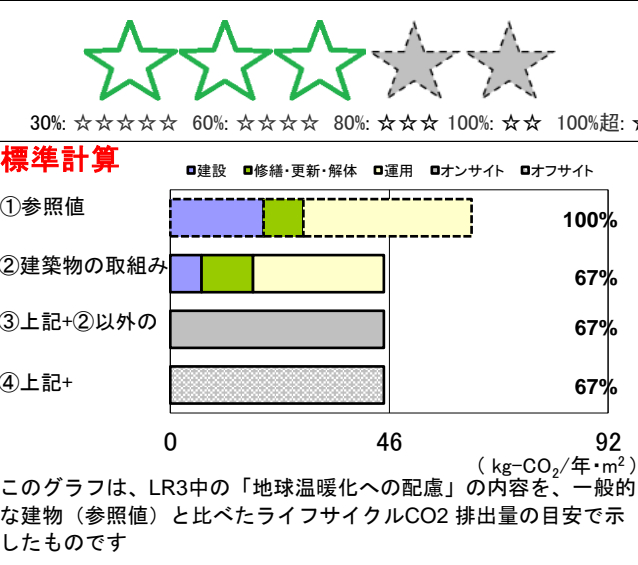 30%: ☆☆☆☆☆ 60%: ☆☆☆☆ 80%: ☆☆☆ 100%: ☆☆ 100%超:
標準計算
建設 修繕・更新・解体 運用 オンサイト オフサイト
①参照値 100%
②建築物の取組み 67%
③上記+②以外の 67%
④上記+ 67%
0 46 92
( kg-CO₂/年・m² )
このグラフは、LR3中の「地球温暖化への配慮」の内容を、一般的
な建物（参照値）と比べたライフサイクルCO2 排出量の目安で示
したものです